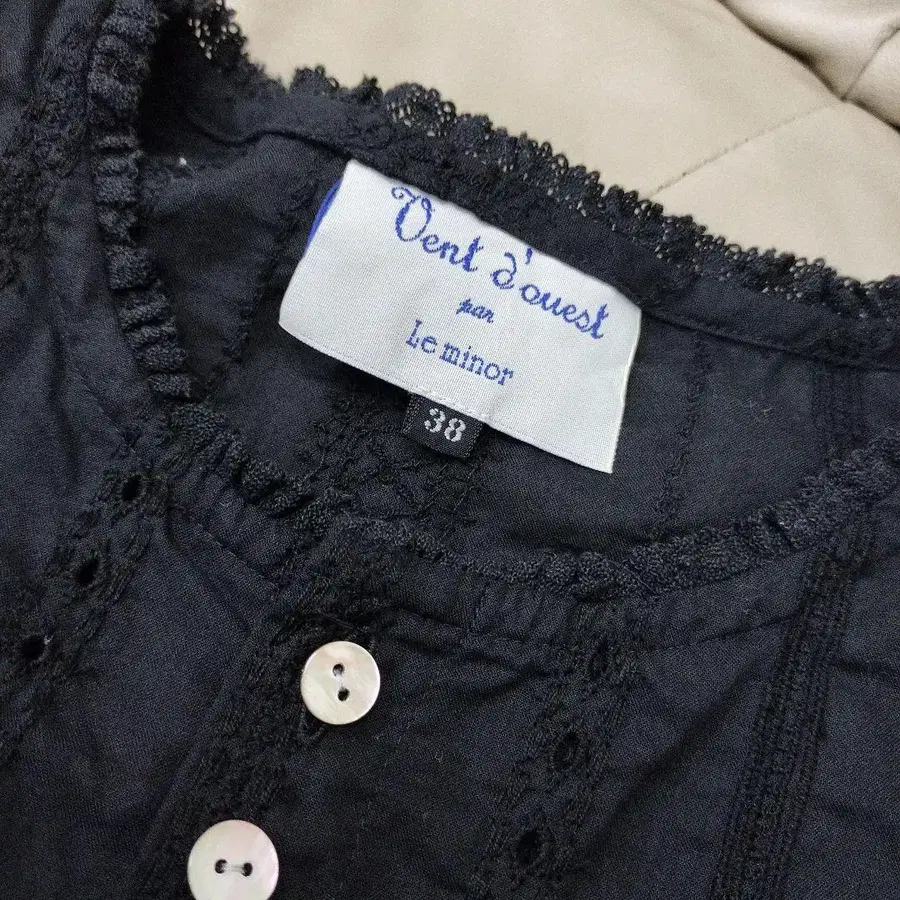 Vent d'ouest
par
Le minor
38